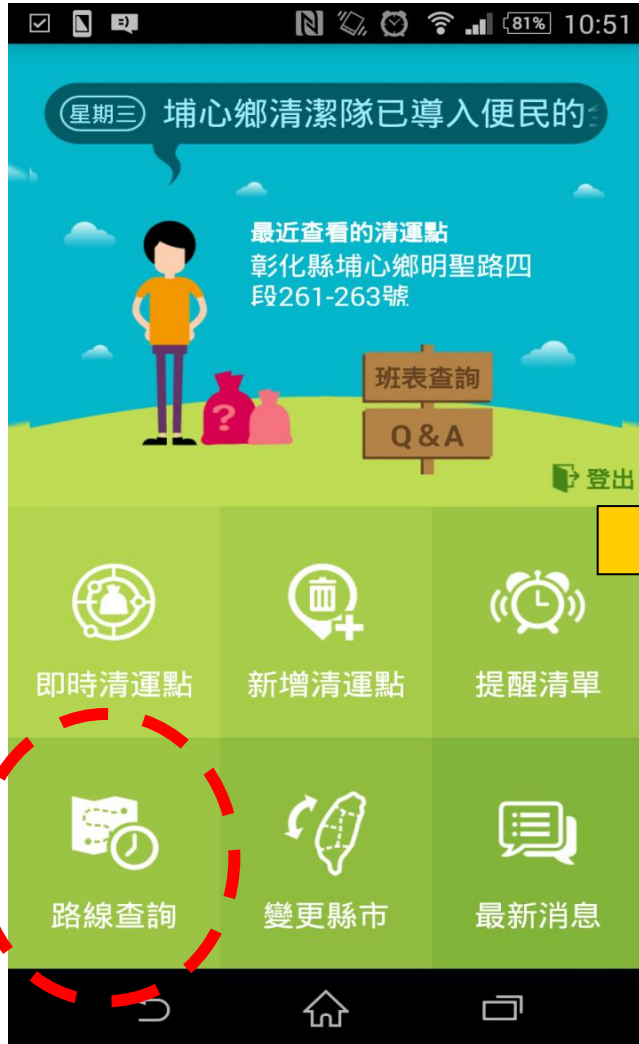 81% 10:51
星期三 埔心鄉清潔隊已導入便民的
最近查看的清運點
彰化縣埔心鄉明聖路四
段261-263號
班表查詢
Q&A
?
登出
即時清運點 新增清運點 提醒清單
路線查詢 變更縣市 最新消息